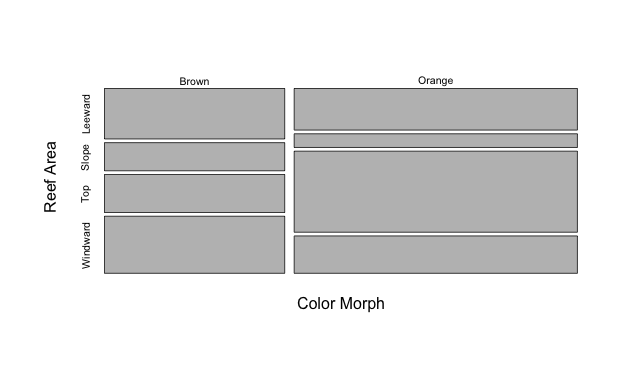 Brown
Orange
Leeward
Slope
Top
Windward
Reef Area
Color Morph